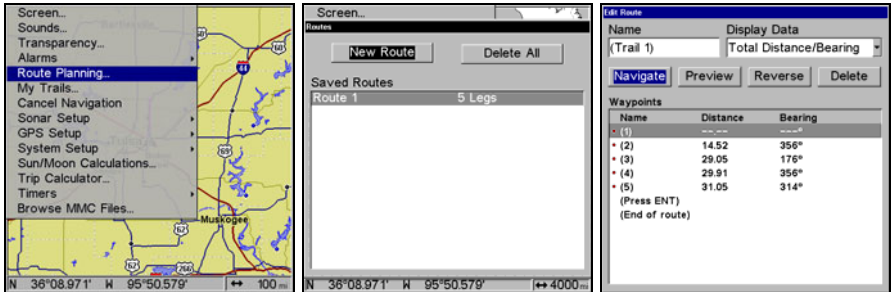 Screen...
Sounds...
Transparency...
Alarms
Route Planning...
My Trails...
Cancel Navigation
Sonar Setup
GPS Setup
System Setup
Sun/Moon Calculations...
Trip Calculator...
Timers
Browse MMC Files...
60
44
69
Muskogee
62
62
266
N 36°08.971' W 95°50.579' ↔ 100 mi
Screen...
Routes
New Route Delete All
Saved Routes
Route 1 5 Legs
N 36°08.971' W 95°50.579' ↔ 4000 mi
Edit Route
Name Display Data
(Trail 1) Total Distance/Bearing
Navigate Preview Reverse Delete
Waypoints
Name Distance Bearing
(1) --.-- ---°
(2) 14.52 356°
(3) 29.05 176°
(4) 29.91 356°
(5) 31.05 314°
(Press ENT)
(End of route)